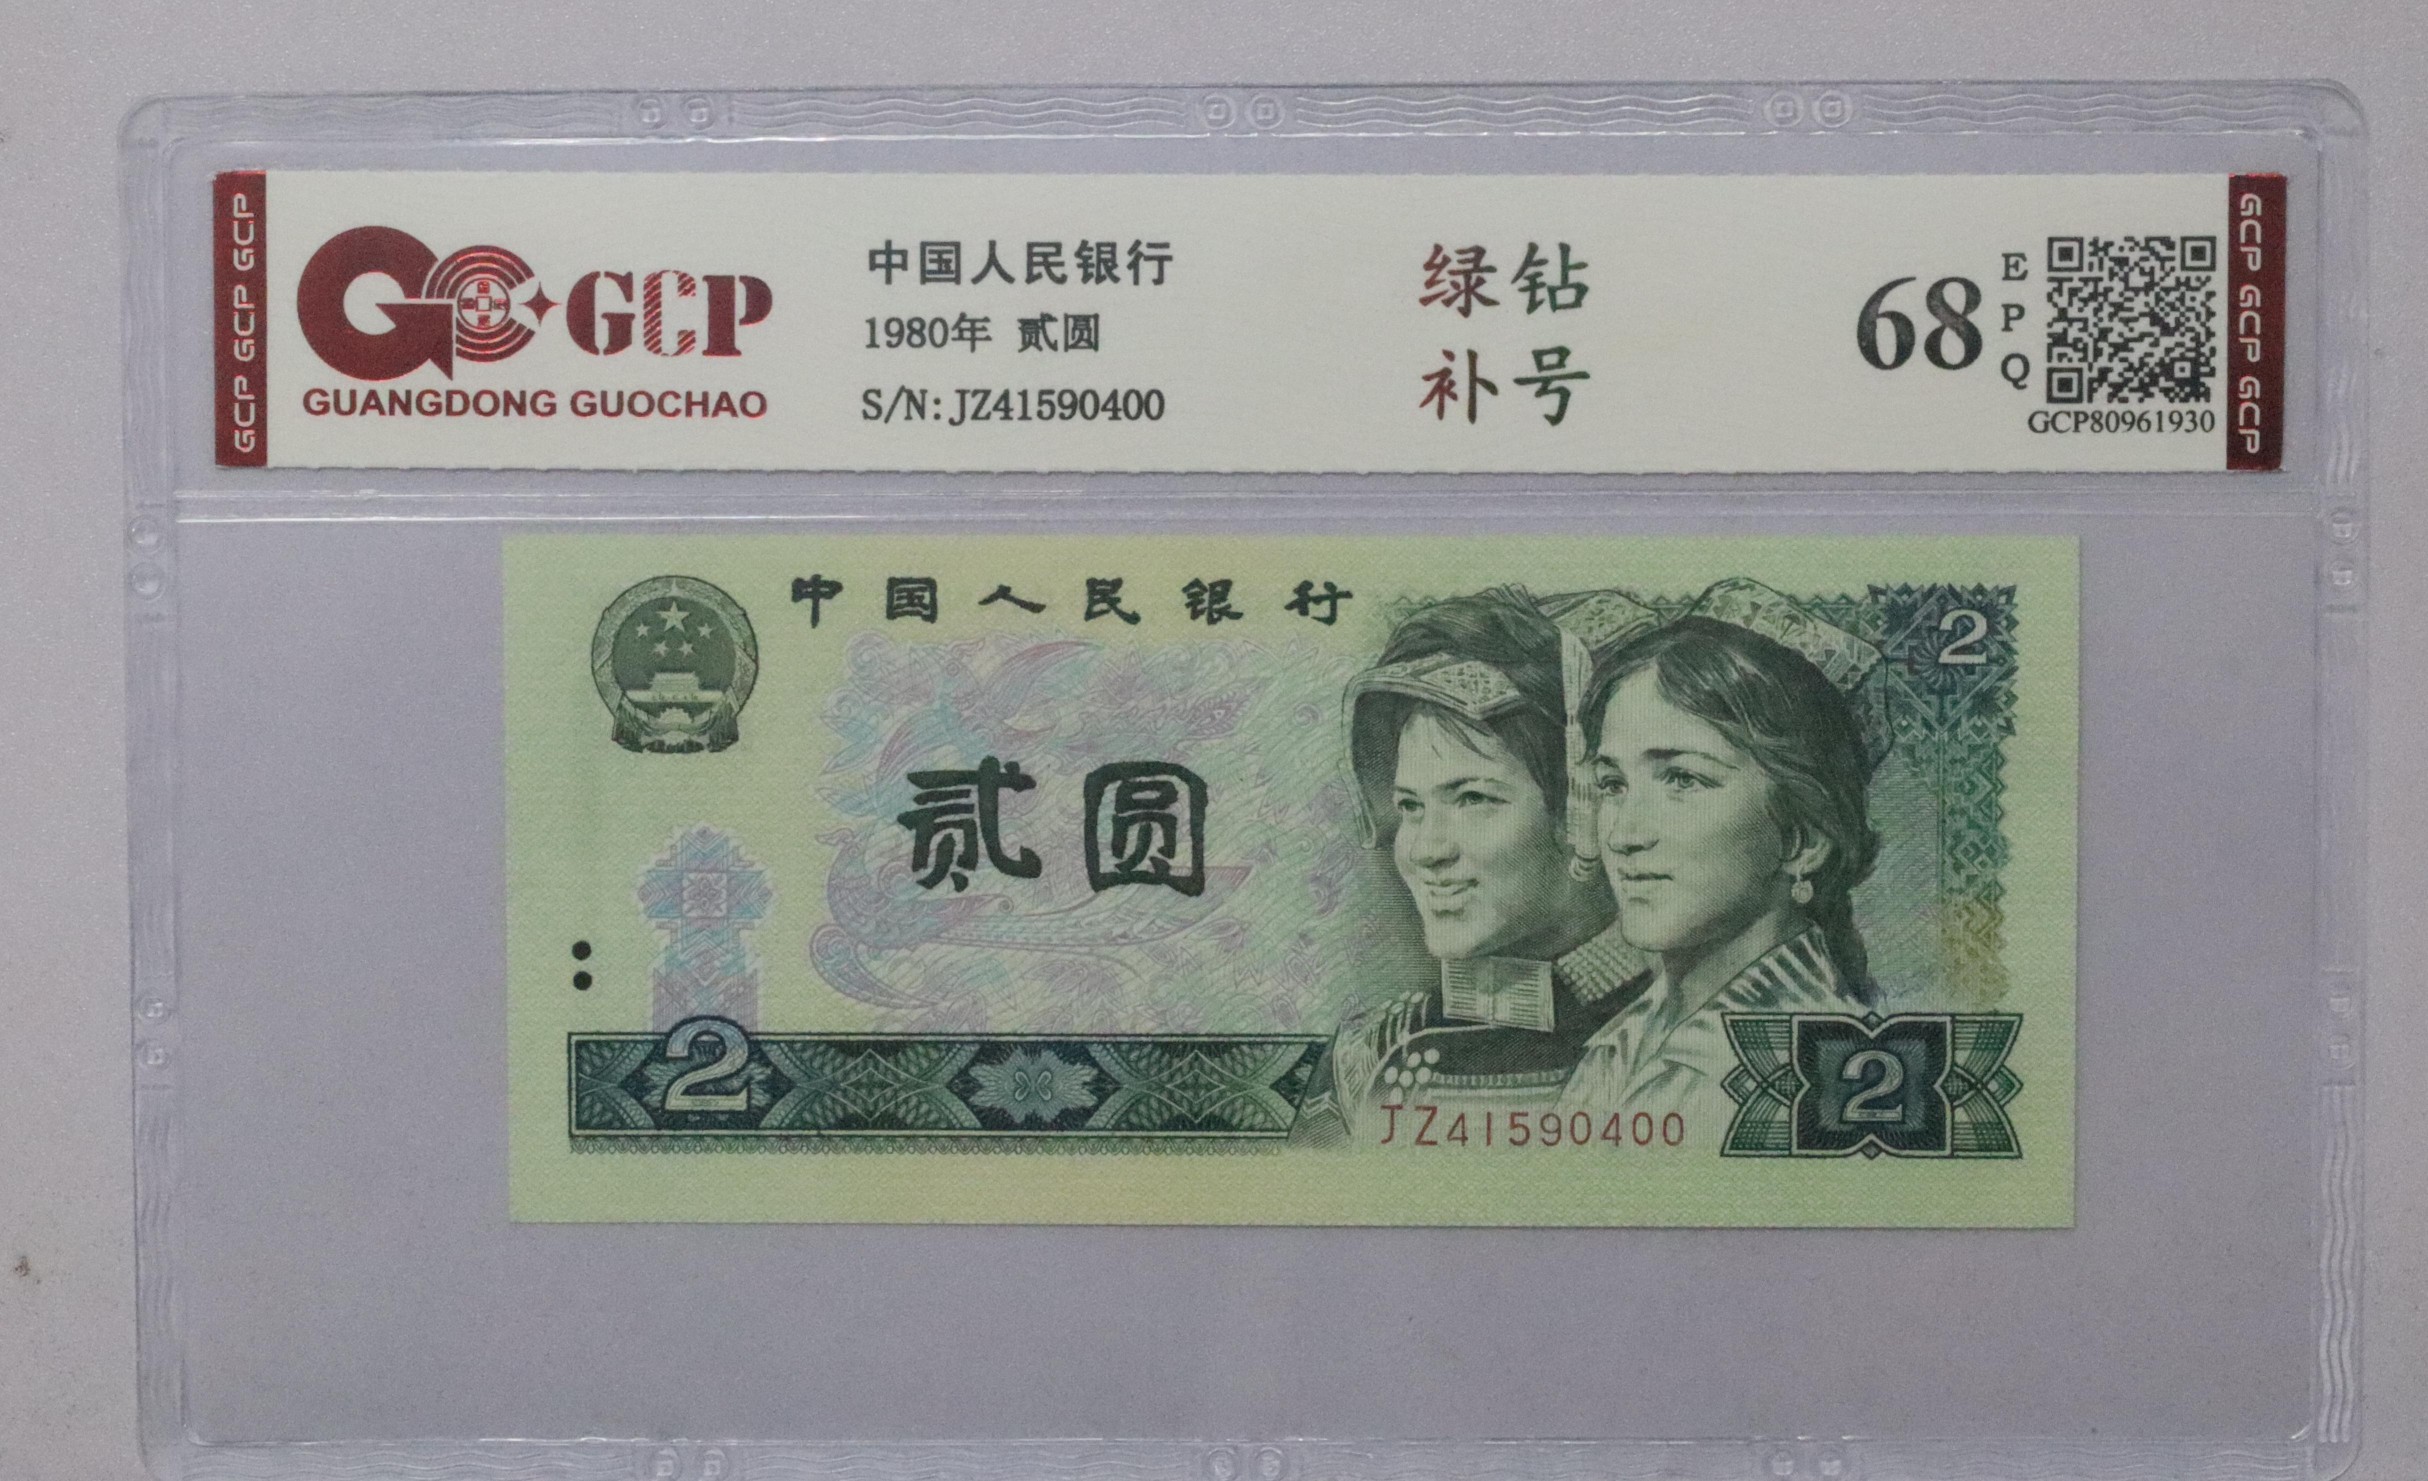 GCP GCP GCP
GCP
GUANGDONG GUOCHAO
中国人民银行
1980年 贰圆
S/N:JZ41590400
绿钻
补号
68
E
P
Q
GCP80961930
GCP GCP GCP
中国人民银行
2
贰圆
2
JZ41590400
2